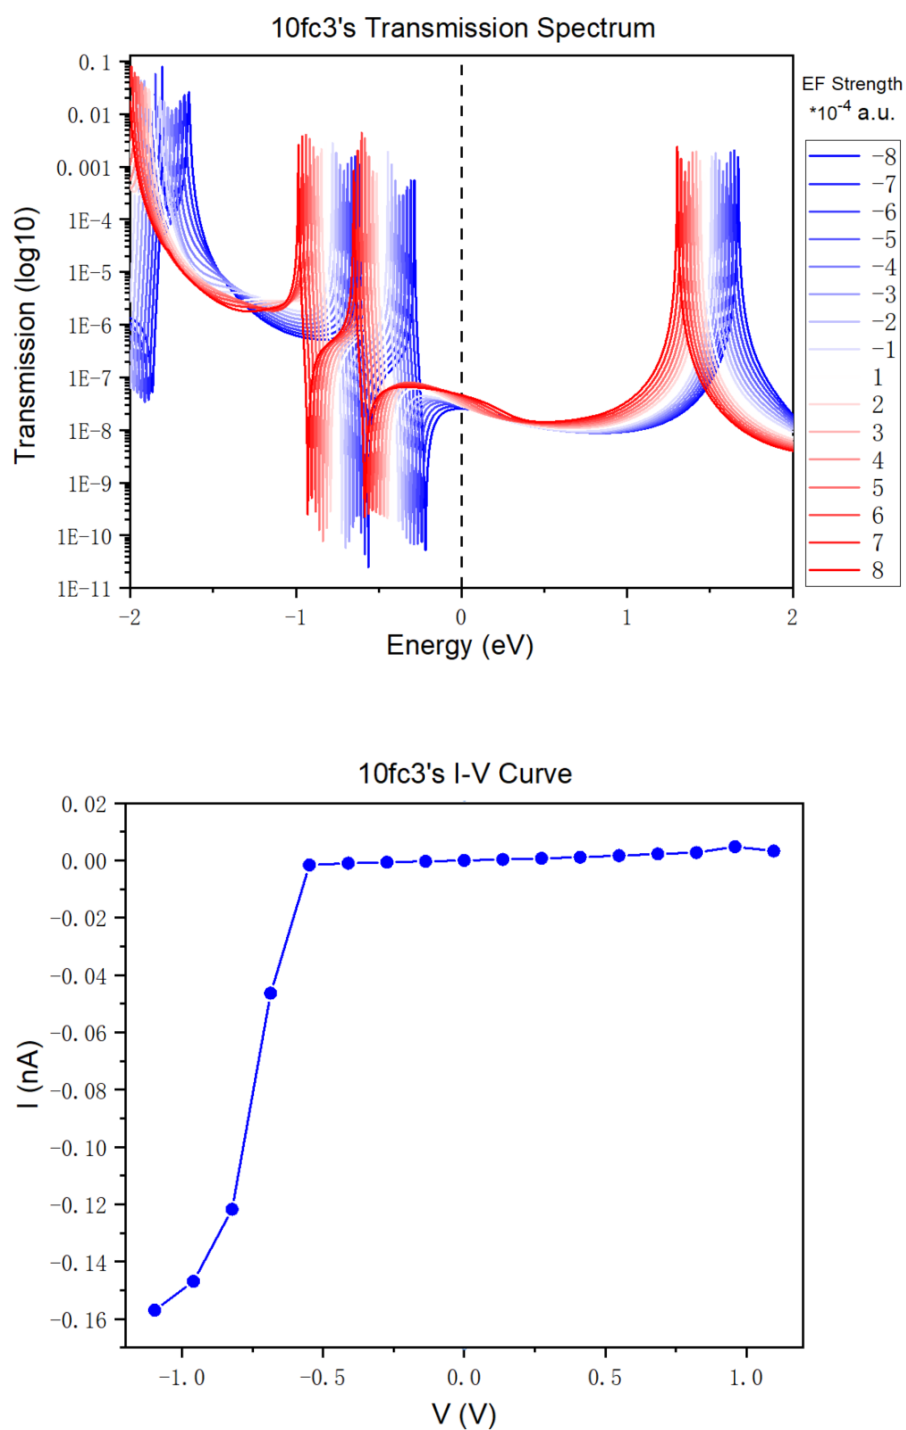 10fc3's Transmission Spectrum
Transmission (log10)
0.1
0.01
0.001
1E-4
1E-5
1E-6
1E-7
1E-8
1E-9
1E-10
1E-11
-2
-1
0
1
2
Energy (eV)
EF Strength
*10-4 a.u.
-8
-7
-6
-5
-4
-3
-2
-1
1
2
3
4
5
6
7
8
10fc3's I-V Curve
I (nA)
0.02
0.00
-0.02
-0.04
-0.06
-0.08
-0.10
-0.12
-0.14
-0.16
-1.0
-0.5
0.0
0.5
1.0
V (V)